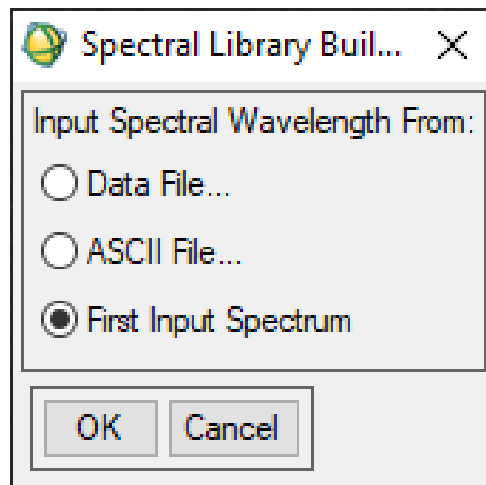 Spectral Library Buil...
Input Spectral Wavelength From:
Data File...
ASCII File...
First Input Spectrum
OK Cancel